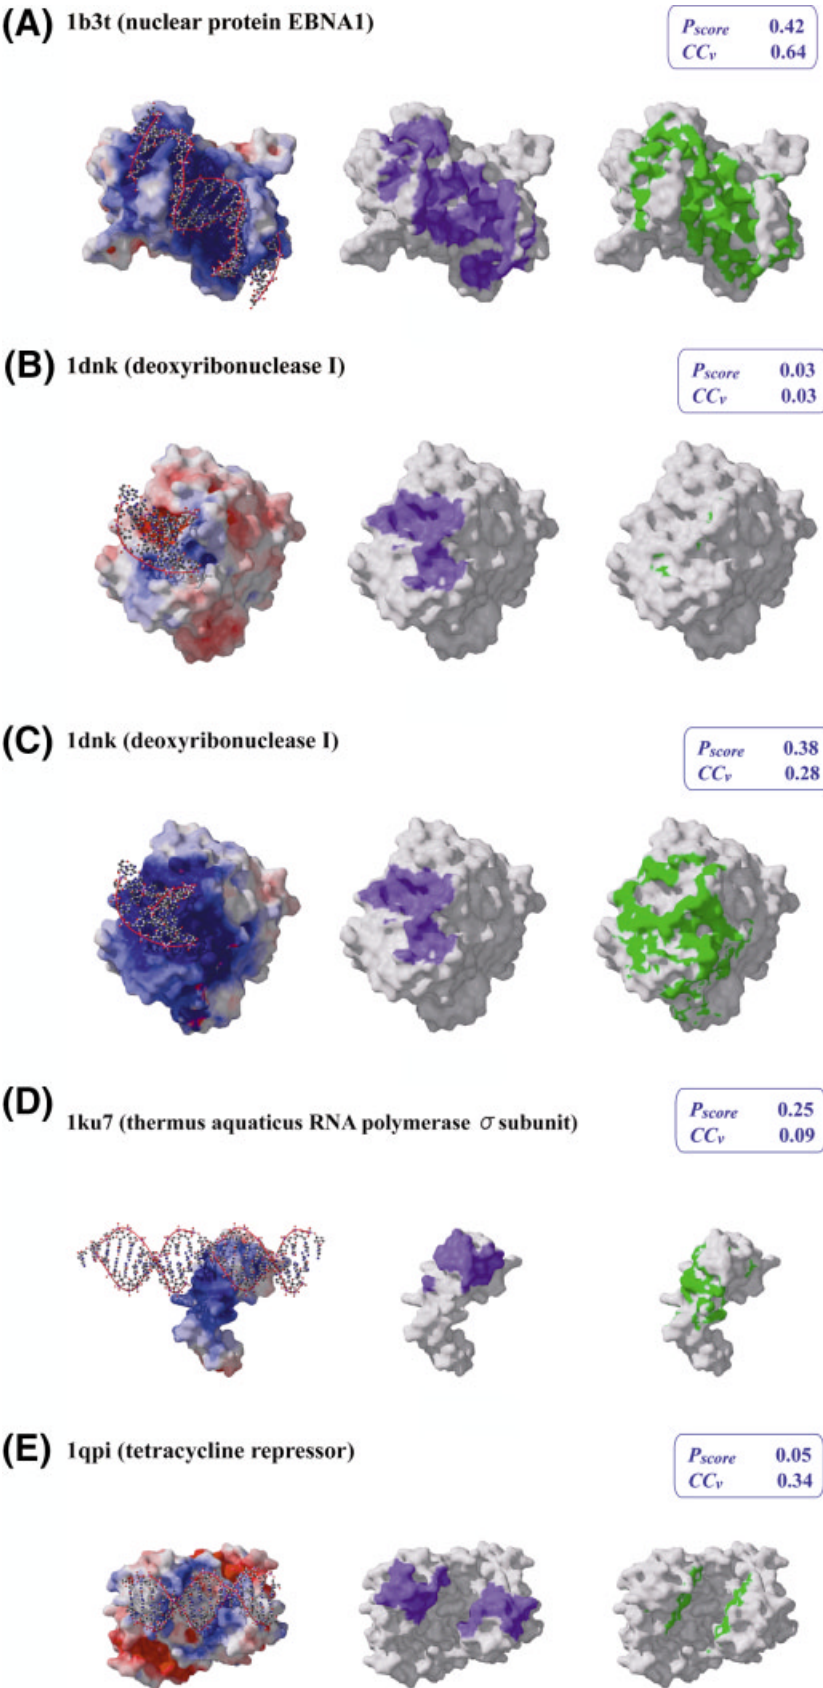 (A) 1b3t (nuclear protein EBNA1)
Pscore 0.42
CCv 0.64
(B) 1dnk (deoxyribonuclease I)
Pscore 0.03
CCv 0.03
(C) 1dnk (deoxyribonuclease I)
Pscore 0.38
CCv 0.28
(D) 1ku7 (thermus aquaticus RNA polymerase σ subunit)
Pscore 0.25
CCv 0.09
(E) 1qpi (tetracycline repressor)
Pscore 0.05
CCv 0.34